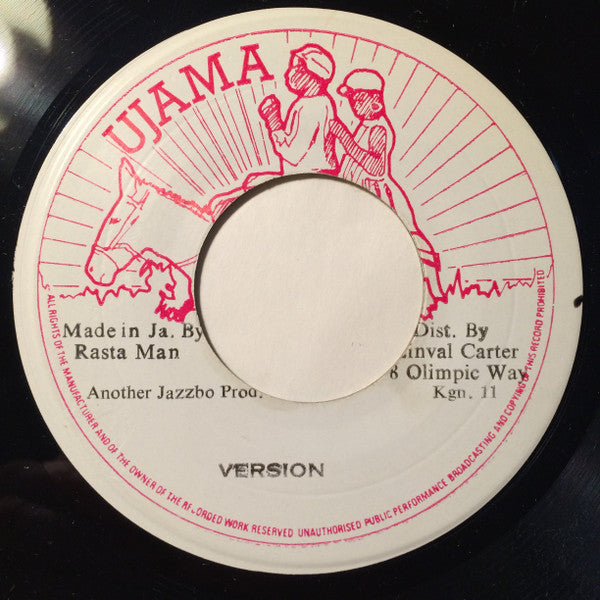 UJAMA
Made in Ja. By
Rasta Man
Another Jazzbo Prod.
Dist. By
Linval Carter
8 Olimpic Way
Kgn. 11
VERSION
ALL RIGHTS OF THE MANUFACTURER AND OF THE OWNER OF THE RECORDED WORK RESERVED UNAUTHORISED PUBLIC PERFORMANCE BROADCASTING AND COPYING OF THIS RECORD PROHIBITED